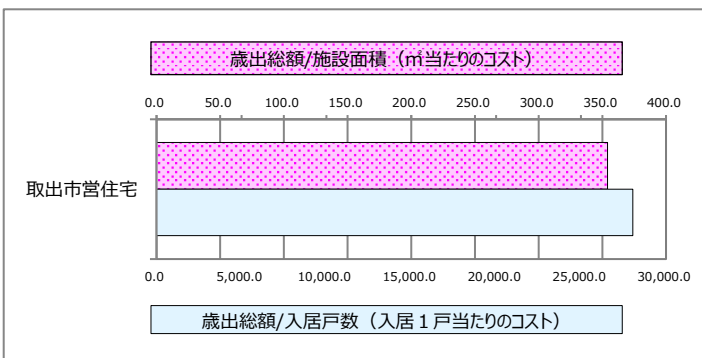 歳出総額/施設面積（㎡当たりのコスト）
0.0 50.0 100.0 150.0 200.0 250.0 300.0 350.0 400.0
取出市営住宅
0.0 5,000.0 10,000.0 15,000.0 20,000.0 25,000.0 30,000.0
歳出総額/入居戸数（入居１戸当たりのコスト）